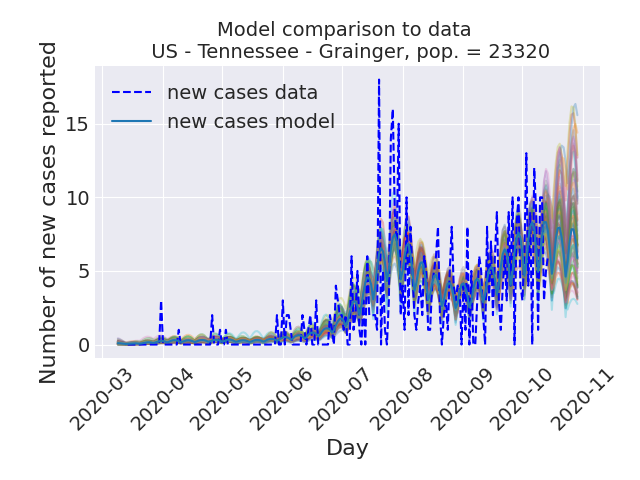 Model comparison to data
US - Tennessee - Grainger, pop. = 23320
new cases data
new cases model
Number of new cases reported
15
10
5
0
2020-03
2020-04
2020-05
2020-06
2020-07
2020-08
2020-09
2020-10
2020-11
Day